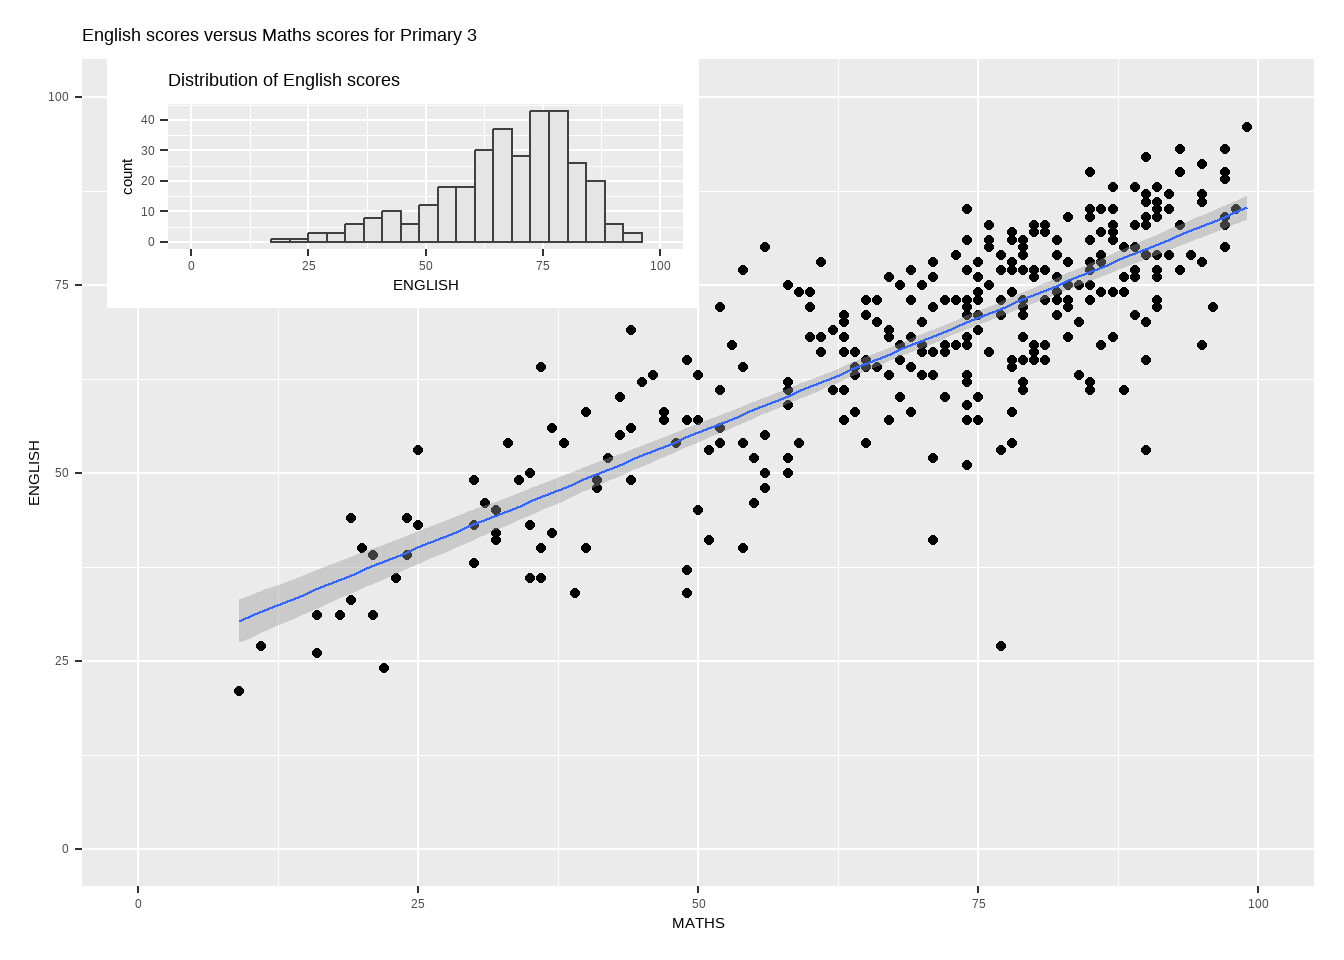 English scores versus Maths scores for Primary 3
Distribution of English scores
count
40
30
20
10
0
0 25 50 75 100
ENGLISH
ENGLISH
100
75
50
25
0
0 25 50 75 100
MATHS